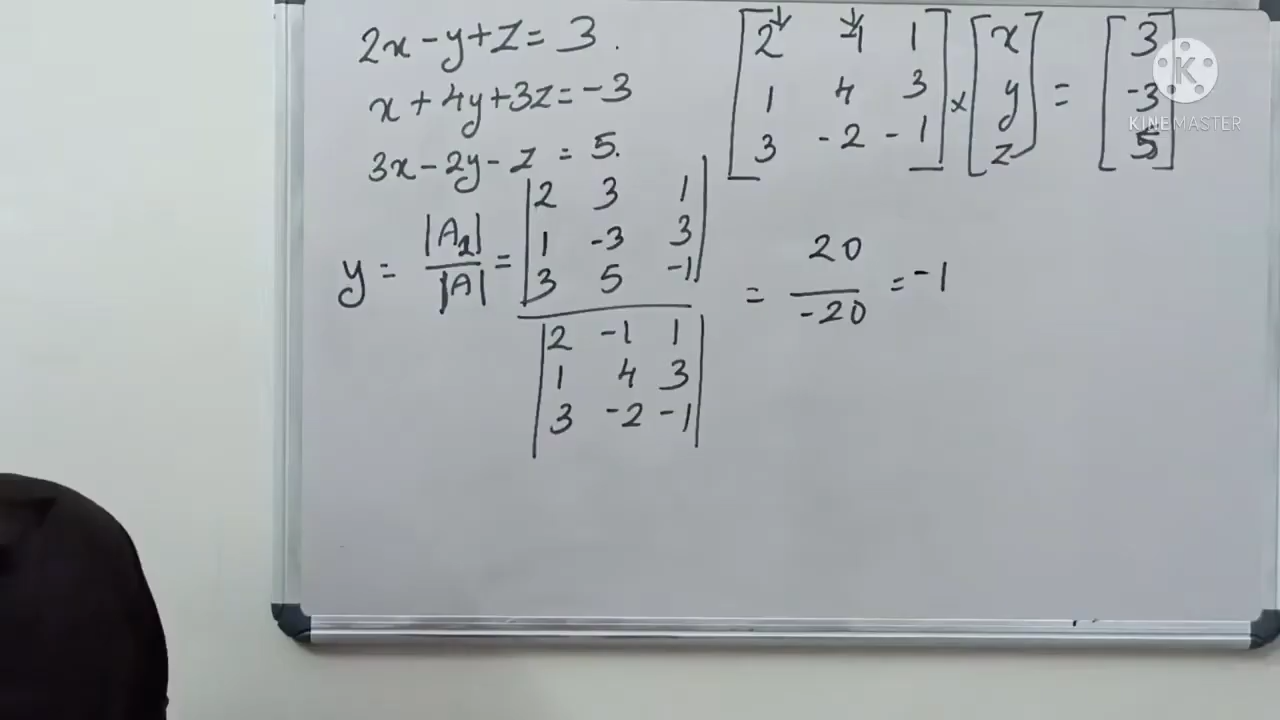 2x - y + z = 3.
x + 4y + 3z = -3
3x - 2y - z = 5.
[2 -1 1] [x] [3]
[1 4 3] × [y] = [-3]
[3 -2 -1] [z] [5]
KINEMASTER
|2 3 1|
y = |A2|/|A| = |1 -3 3|
|3 5 -1|
|2 -1 1|
|1 4 3|
|3 -2 -1|
= 20/-20 = -1